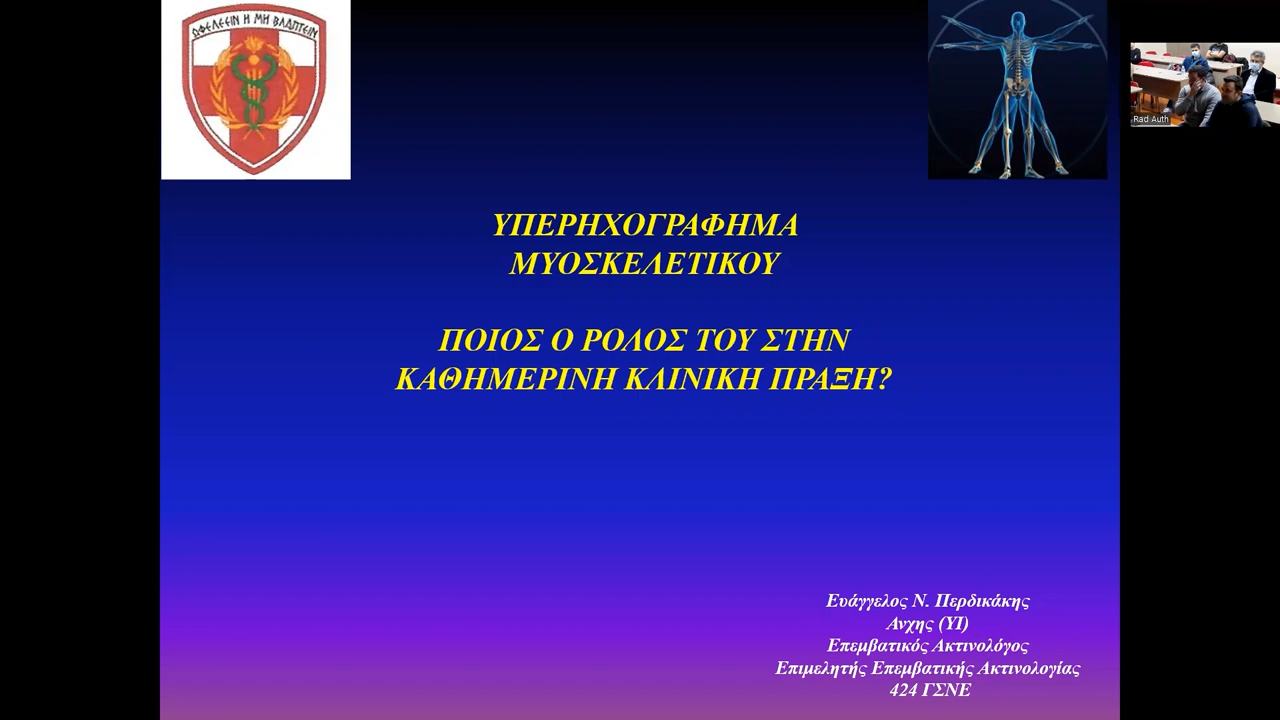 ΩΦΕΛΕΕΙΝ Η ΜΗ ΒΛΑΠΤΕΙΝ
Rad Auth
ΥΠΕΡΗΧΟΓΡΑΦΗΜΑ
ΜΥΟΣΚΕΛΕΤΙΚΟΥ
ΠΟΙΟΣ Ο ΡΟΛΟΣ ΤΟΥ ΣΤΗΝ
ΚΑΘΗΜΕΡΙΝΗ ΚΛΙΝΙΚΗ ΠΡΑΞΗ?
Ευάγγελος Ν. Περδικάκης
Ανχης (ΥΙ)
Επεμβατικός Ακτινολόγος
Επιμελητής Επεμβατικής Ακτινολογίας
424 ΓΣΝΕ